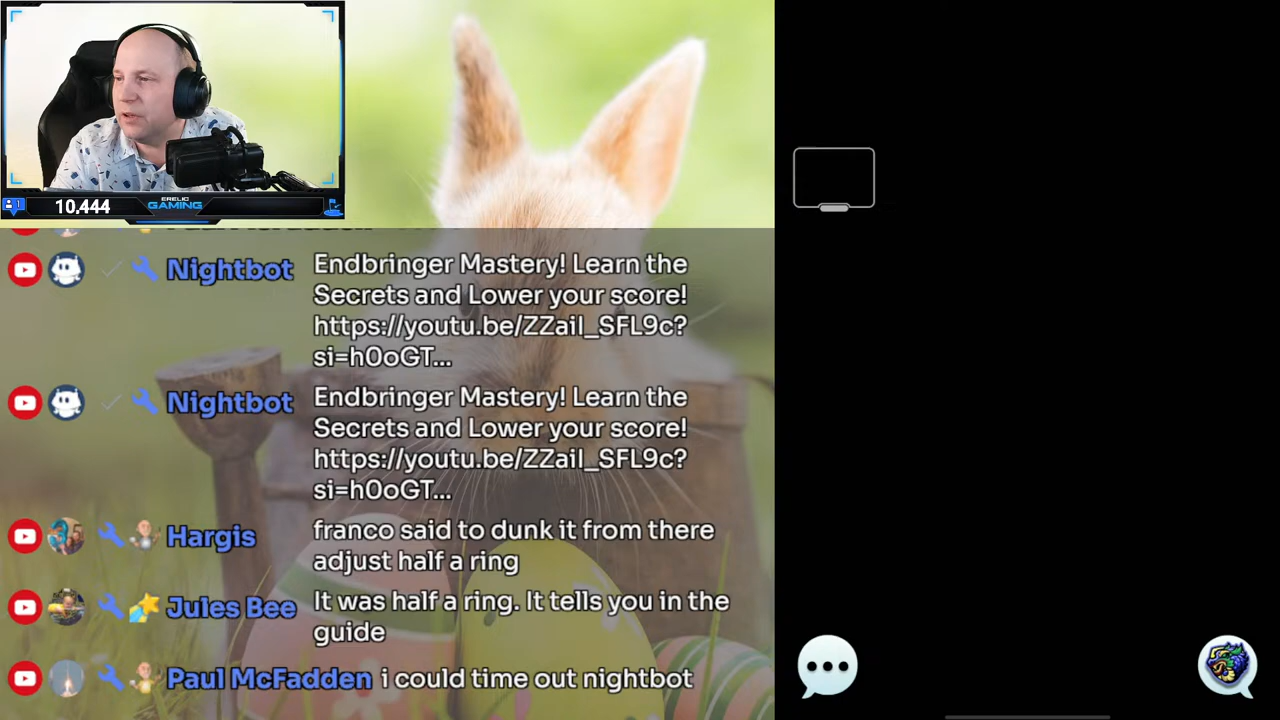 10,444
ERELIC
GAMING
Nightbot Endbringer Mastery! Learn the
Secrets and Lower your score!
https://youtu.be/ZZail_SFL9c?
si=h0oGT...
Nightbot Endbringer Mastery! Learn the
Secrets and Lower your score!
https://youtu.be/ZZail_SFL9c?
si=h0oGT...
Hargis franco said to dunk it from there
adjust half a ring
Jules Bee It was half a ring. It tells you in the
guide
Paul McFadden i could time out nightbot